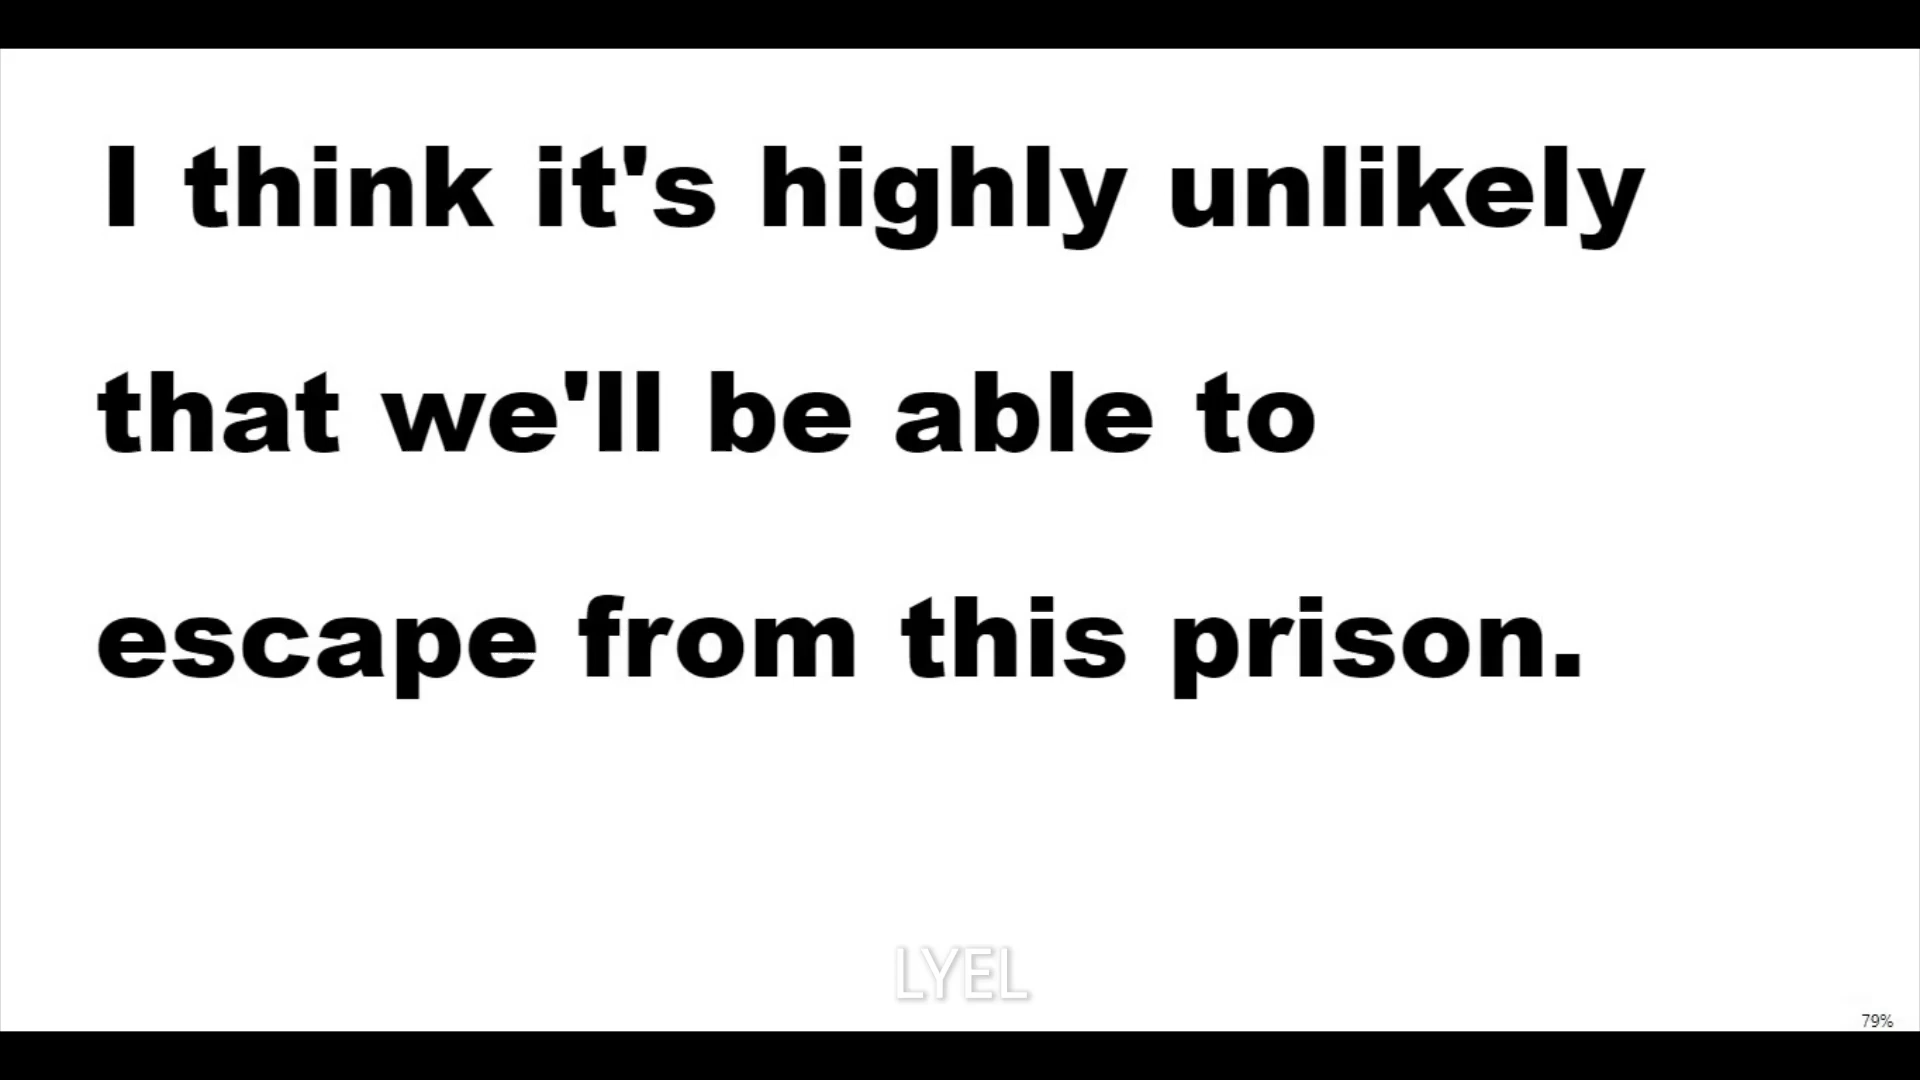 I think it's highly unlikely
that we'll be able to
escape from this prison.
LYEL
79%